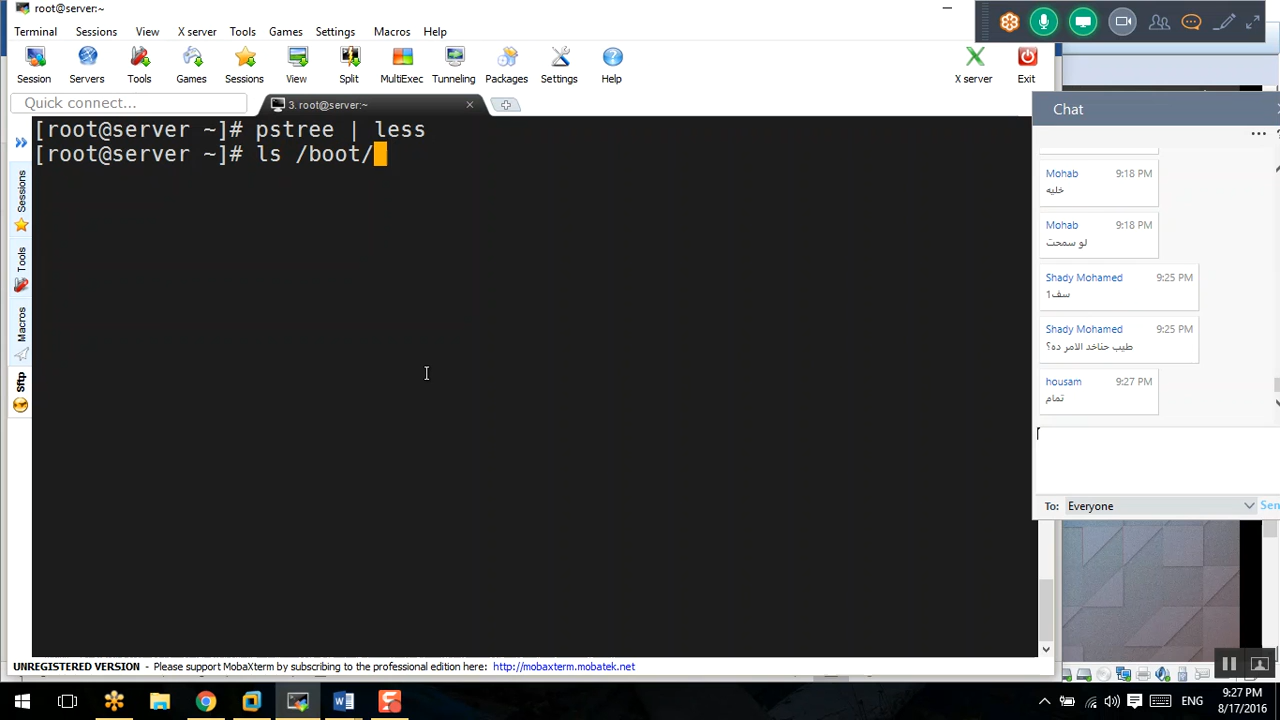 root@server:~
Terminal Sessions View X server Tools Games Settings Macros Help
Session Servers Tools Games Sessions View Split MultiExec Tunneling Packages Settings Help X server Exit
Quick connect...
3. root@server:~
[root@server ~]# pstree | less
[root@server ~]# ls /boot/
Sessions
Tools
Macros
Sftp
Chat
Mohab 9:18 PM
خليه
Mohab 9:18 PM
لو سمحت
Shady Mohamed 9:25 PM
سف1
Shady Mohamed 9:25 PM
طيب حناخد الامر ده؟
housam 9:27 PM
تمام
To: Everyone
Sen
UNREGISTERED VERSION - Please support MobaXterm by subscribing to the professional edition here: http://mobaxterm.mobatek.net
ENG
9:27 PM
8/17/2016